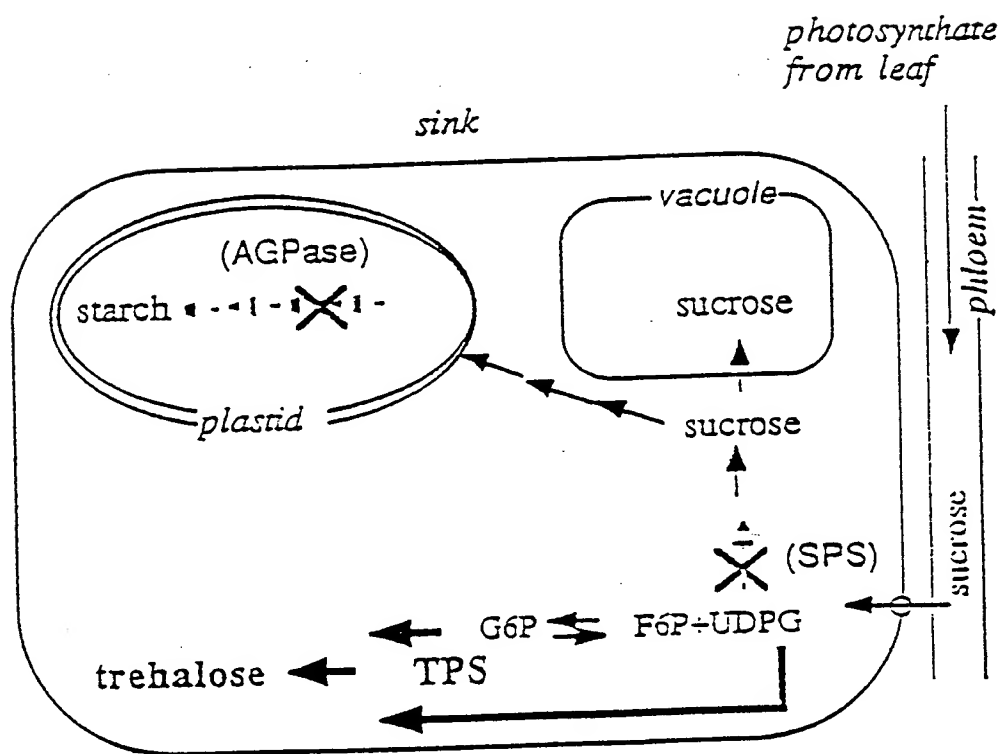 photosynthate
from leaf
sink
vacuole
(AGPase)
starch
sucrose
phloem
plastid
sucrose
sucrose
(SPS)
G6P F6P÷UDPG
trehalose TPS